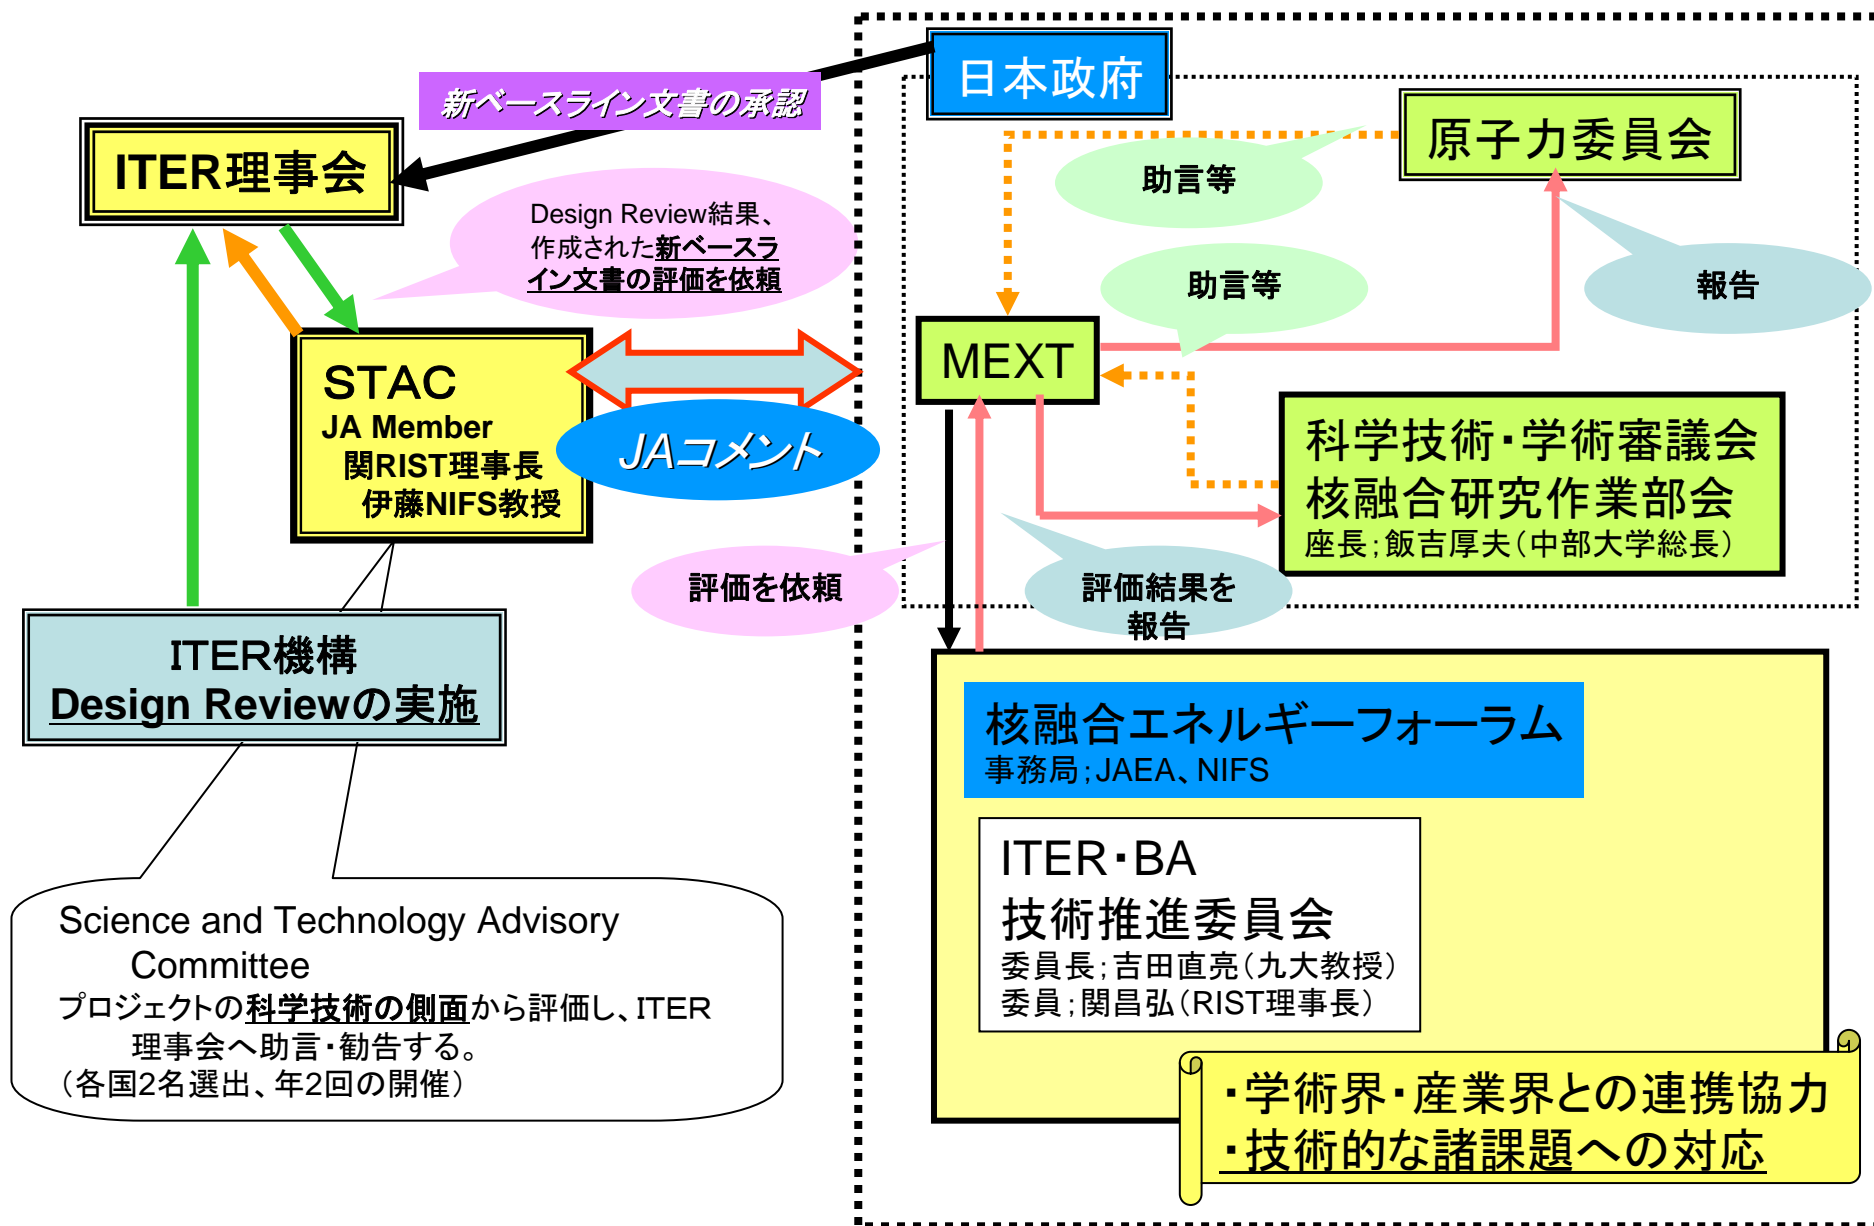 日本政府
新ベースライン文書の承認
ITER理事会
原子力委員会
助言等
Design Review結果、
作成された新ベースラ
イン文書の評価を依頼
助言等
報告
MEXT
STAC
JA Member
関RIST理事長
伊藤NIFS教授
JAコメント
科学技術・学術審議会
核融合研究作業部会
座長;飯吉厚夫(中部大学総長)
評価を依頼
評価結果を
報告
ITER機構
Design Reviewの実施
核融合エネルギーフォーラム
事務局;JAEA、NIFS
ITER・BA
技術推進委員会
委員長;吉田直亮(九大教授)
委員;関昌弘(RIST理事長)
Science and Technology Advisory
Committee
プロジェクトの科学技術の側面から評価し、ITER
理事会へ助言・勧告する。
(各国2名選出、年2回の開催)
・学術界・産業界との連携協力
・技術的な諸課題への対応